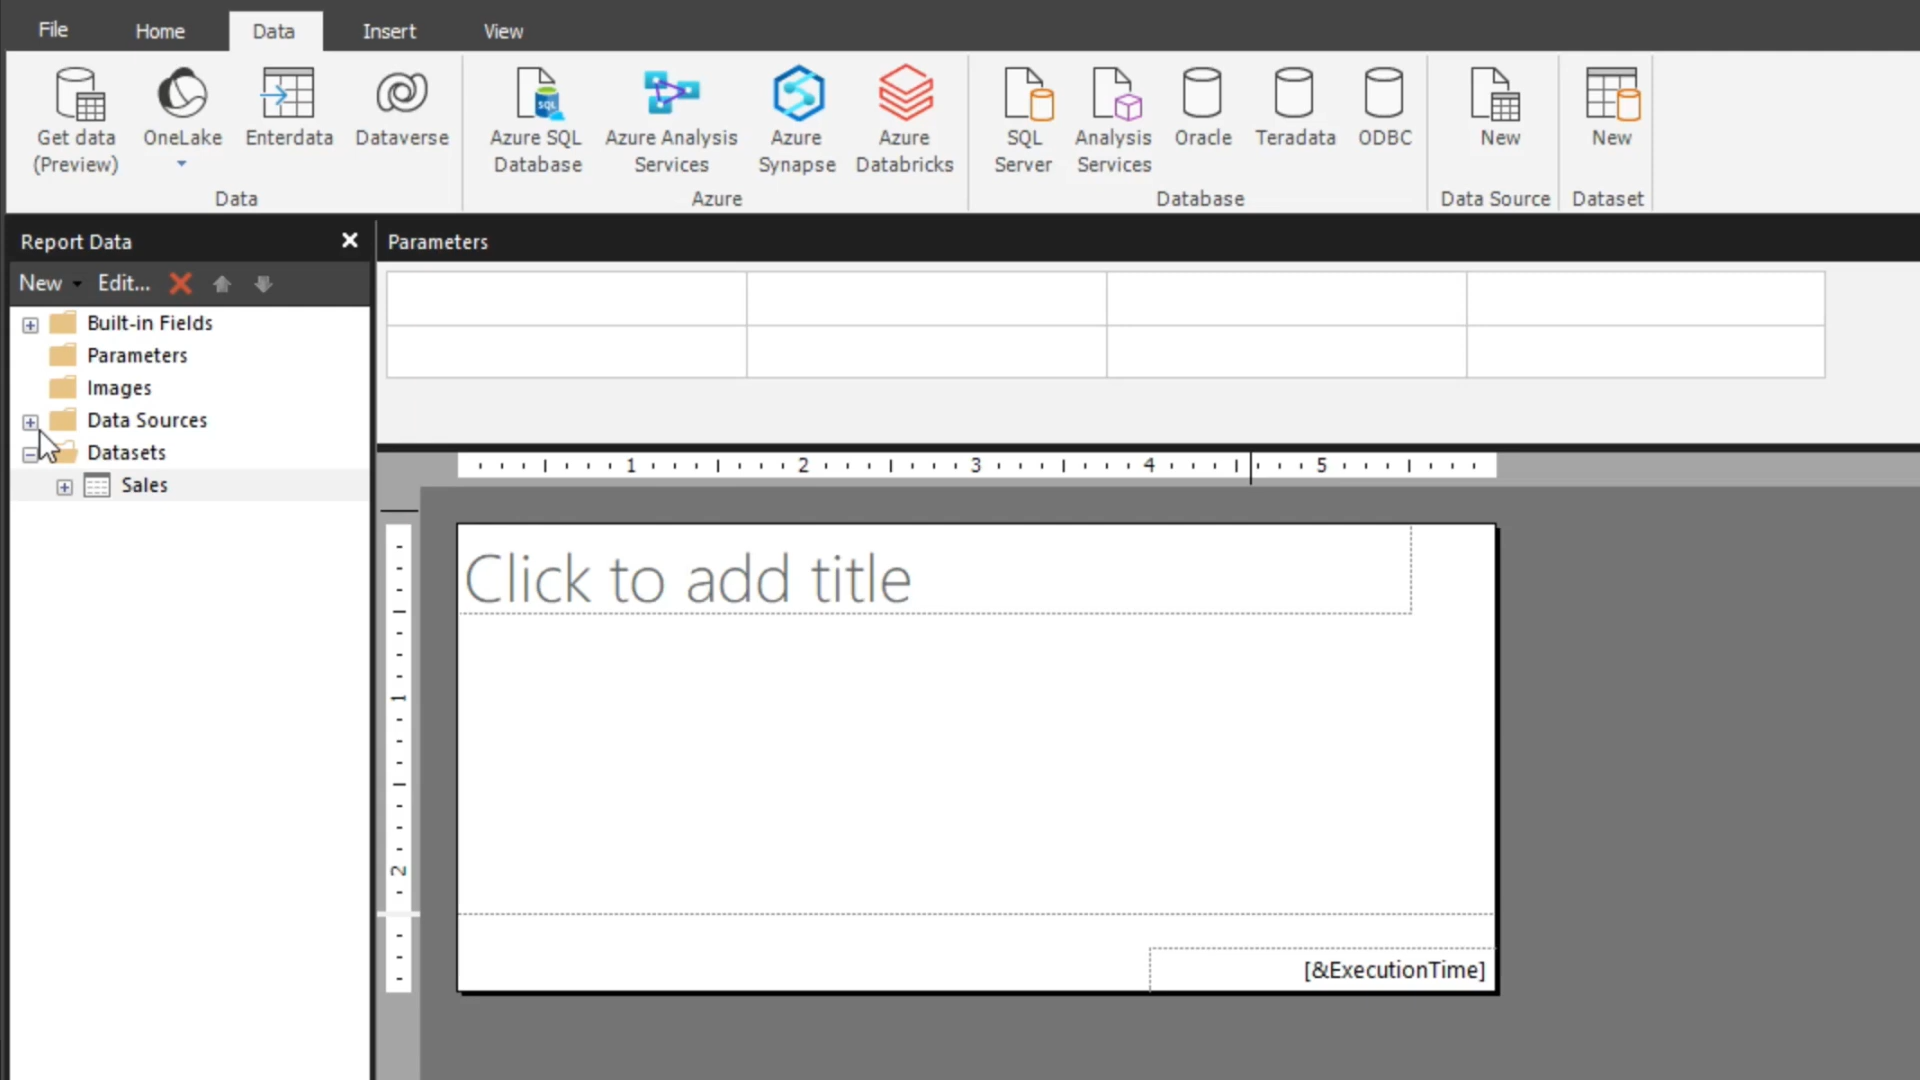 File Home Data Insert View
Get data (Preview)
OneLake
Enterdata
Dataverse
Data
Azure SQL Database
Azure Analysis Services
Azure Synapse
Azure Databricks
Azure
SQL Server
Analysis Services
Oracle
Teradata
ODBC
Database
New
Data Source
New
Dataset
Report Data
Parameters
New Edit...
Built-in Fields
Parameters
Images
Data Sources
Datasets
Sales
1 2 3 4 5
Click to add title
1
2
[&ExecutionTime]